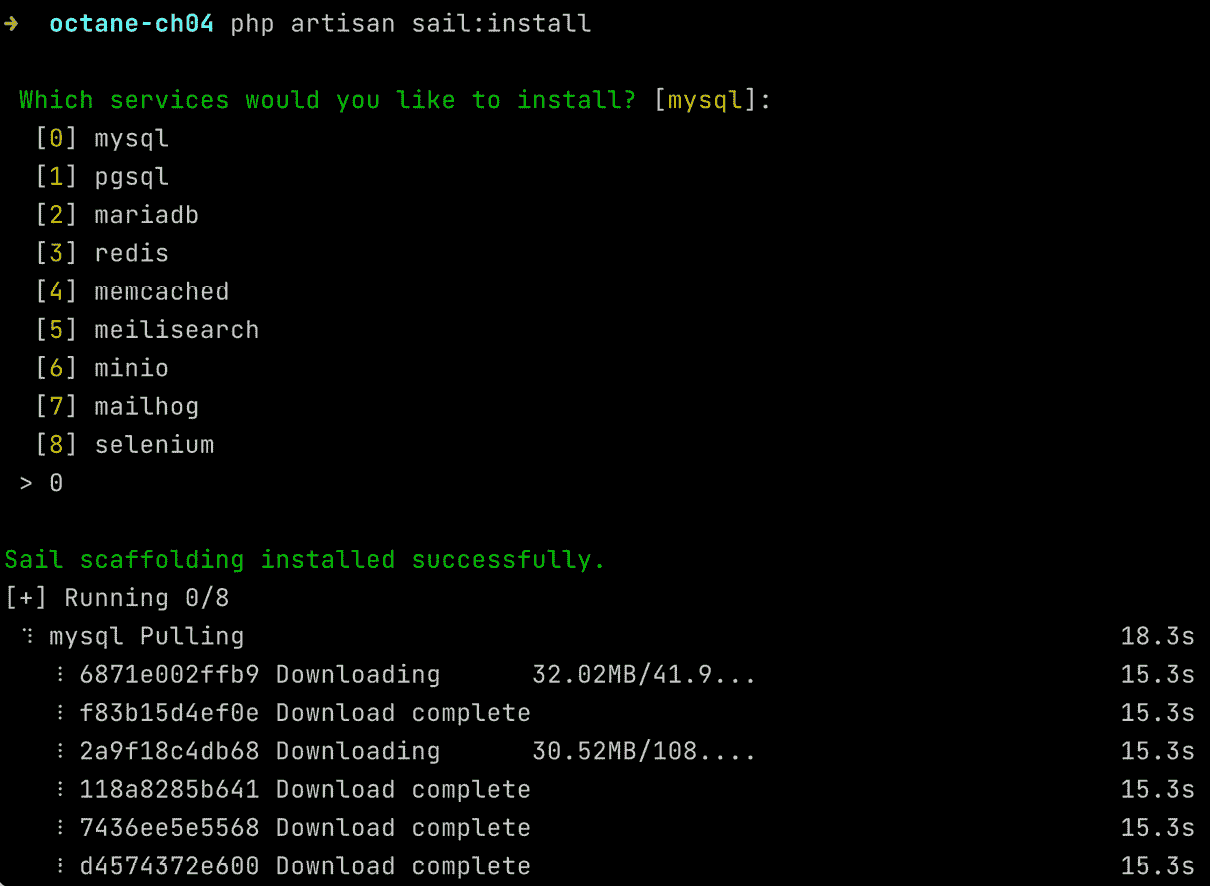 ➜ octane-ch04 php artisan sail:install
Which services would you like to install? [mysql]:
[0] mysql
[1] pgsql
[2] mariadb
[3] redis
[4] memcached
[5] meilisearch
[6] minio
[7] mailhog
[8] selenium
> 0
Sail scaffolding installed successfully.
[+] Running 0/8
⠙ mysql Pulling 18.3s
⠇ 6871e002ffb9 Downloading 32.02MB/41.9... 15.3s
⠇ f83b15d4ef0e Download complete 15.3s
⠇ 2a9f18c4db68 Downloading 30.52MB/108.... 15.3s
⠇ 118a8285b641 Download complete 15.3s
⠇ 7436ee5e5568 Download complete 15.3s
⠇ d4574372e600 Download complete 15.3s